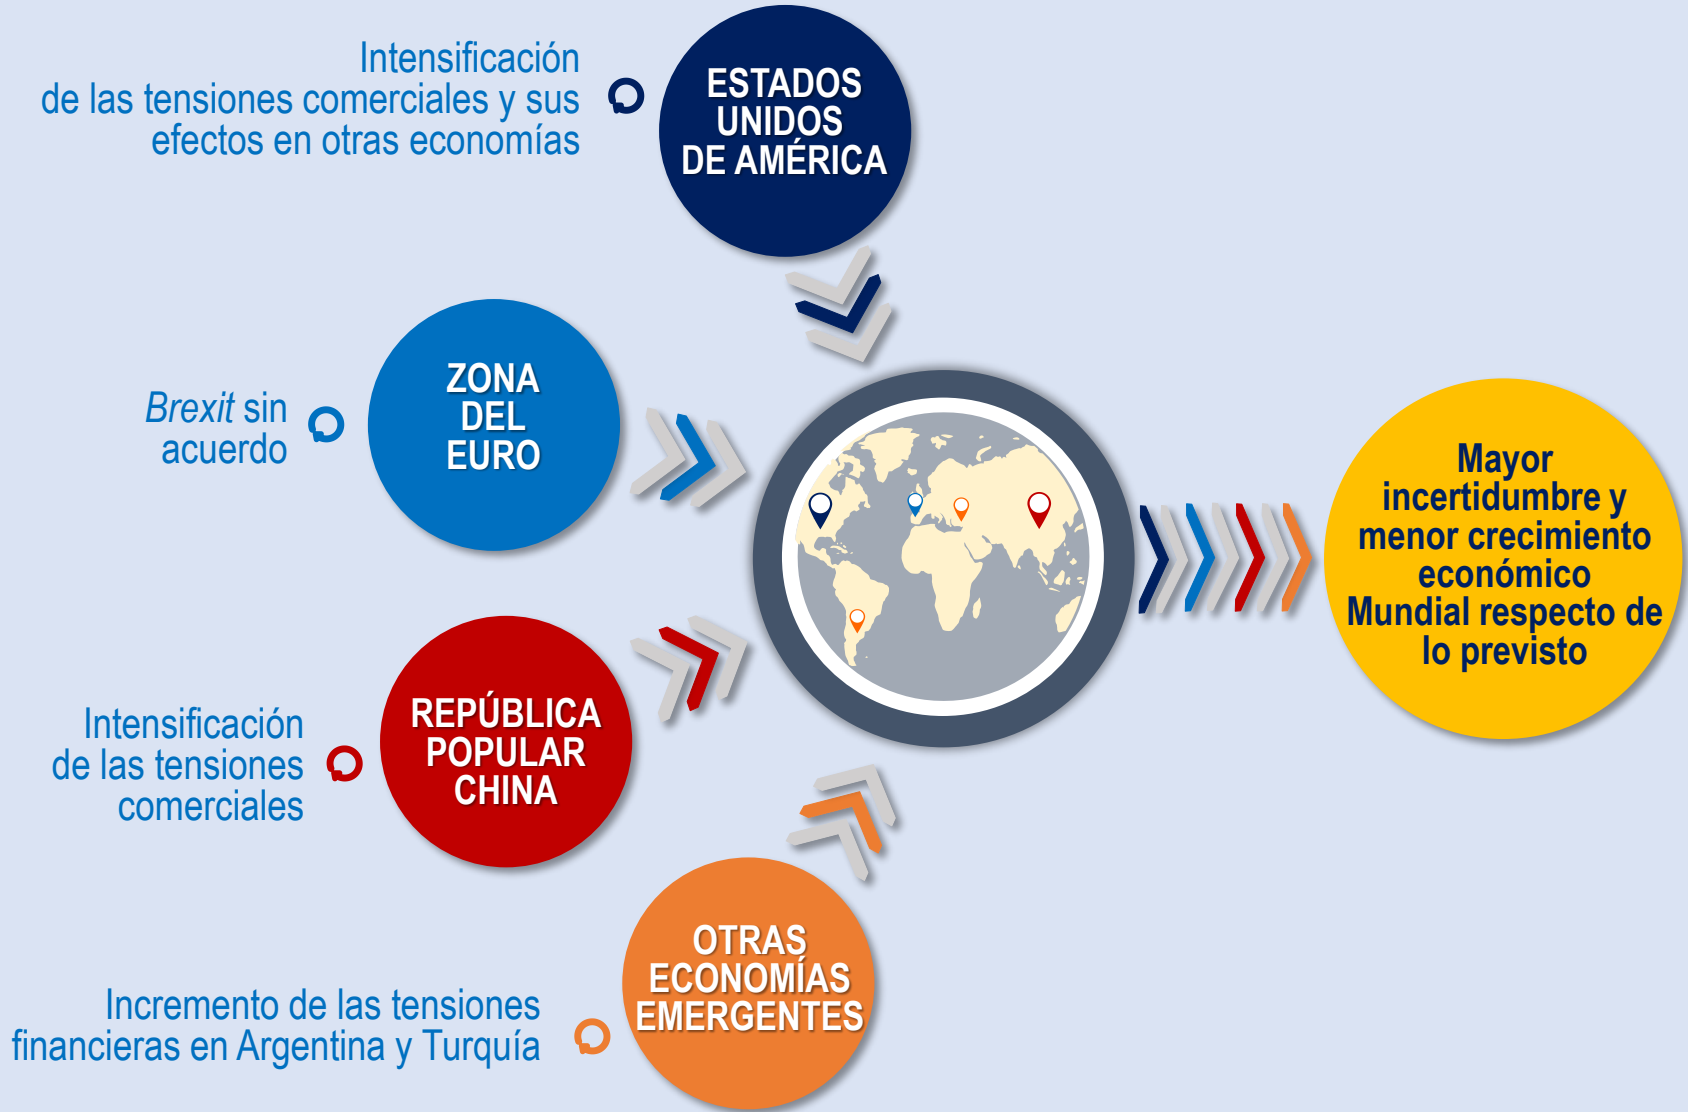 Intensificación
de las tensiones comerciales y sus
efectos en otras economías
ESTADOS
UNIDOS
DE AMÉRICA
Brexit sin
acuerdo
ZONA
DEL
EURO
Intensificación
de las tensiones
comerciales
REPÚBLICA
POPULAR
CHINA
Incremento de las tensiones
financieras en Argentina y Turquía
OTRAS
ECONOMÍAS
EMERGENTES
Mayor
incertidumbre y
menor crecimiento
económico
Mundial respecto de
lo previsto